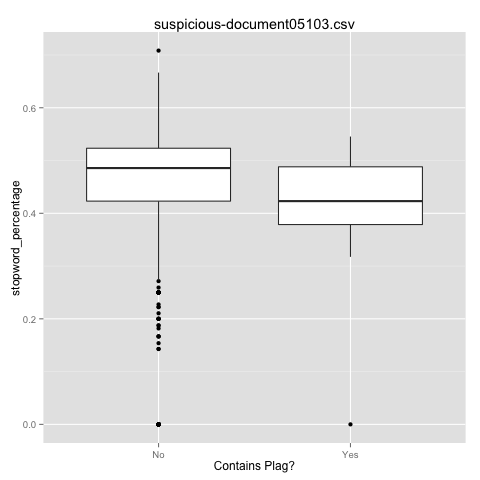 suspicious-document05103.csv
stopword_percentage
0.6
0.4
0.2
0.0
No Yes
Contains Plag?